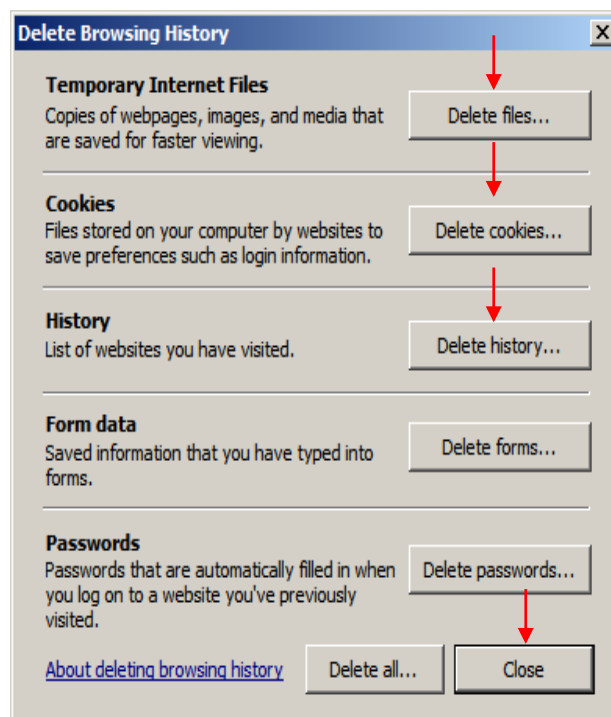 Delete Browsing History
Temporary Internet Files
Copies of webpages, images, and media that
are saved for faster viewing.
Delete files...
Cookies
Files stored on your computer by websites to
save preferences such as login information.
Delete cookies...
History
List of websites you have visited.
Delete history...
Form data
Saved information that you have typed into
forms.
Delete forms...
Passwords
Passwords that are automatically filled in when
you log on to a website you've previously
visited.
Delete passwords...
About deleting browsing history
Delete all...
Close